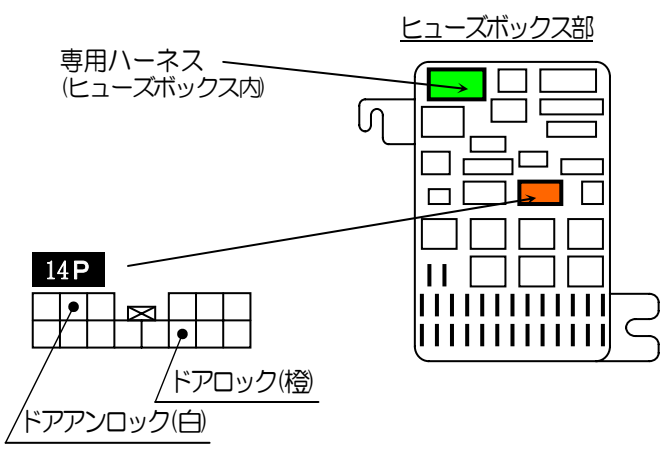 ヒューズボックス部
専用ハーネス
(ヒューズボックス内)
14P
ドアロック(橙)
ドアアンロック(白)